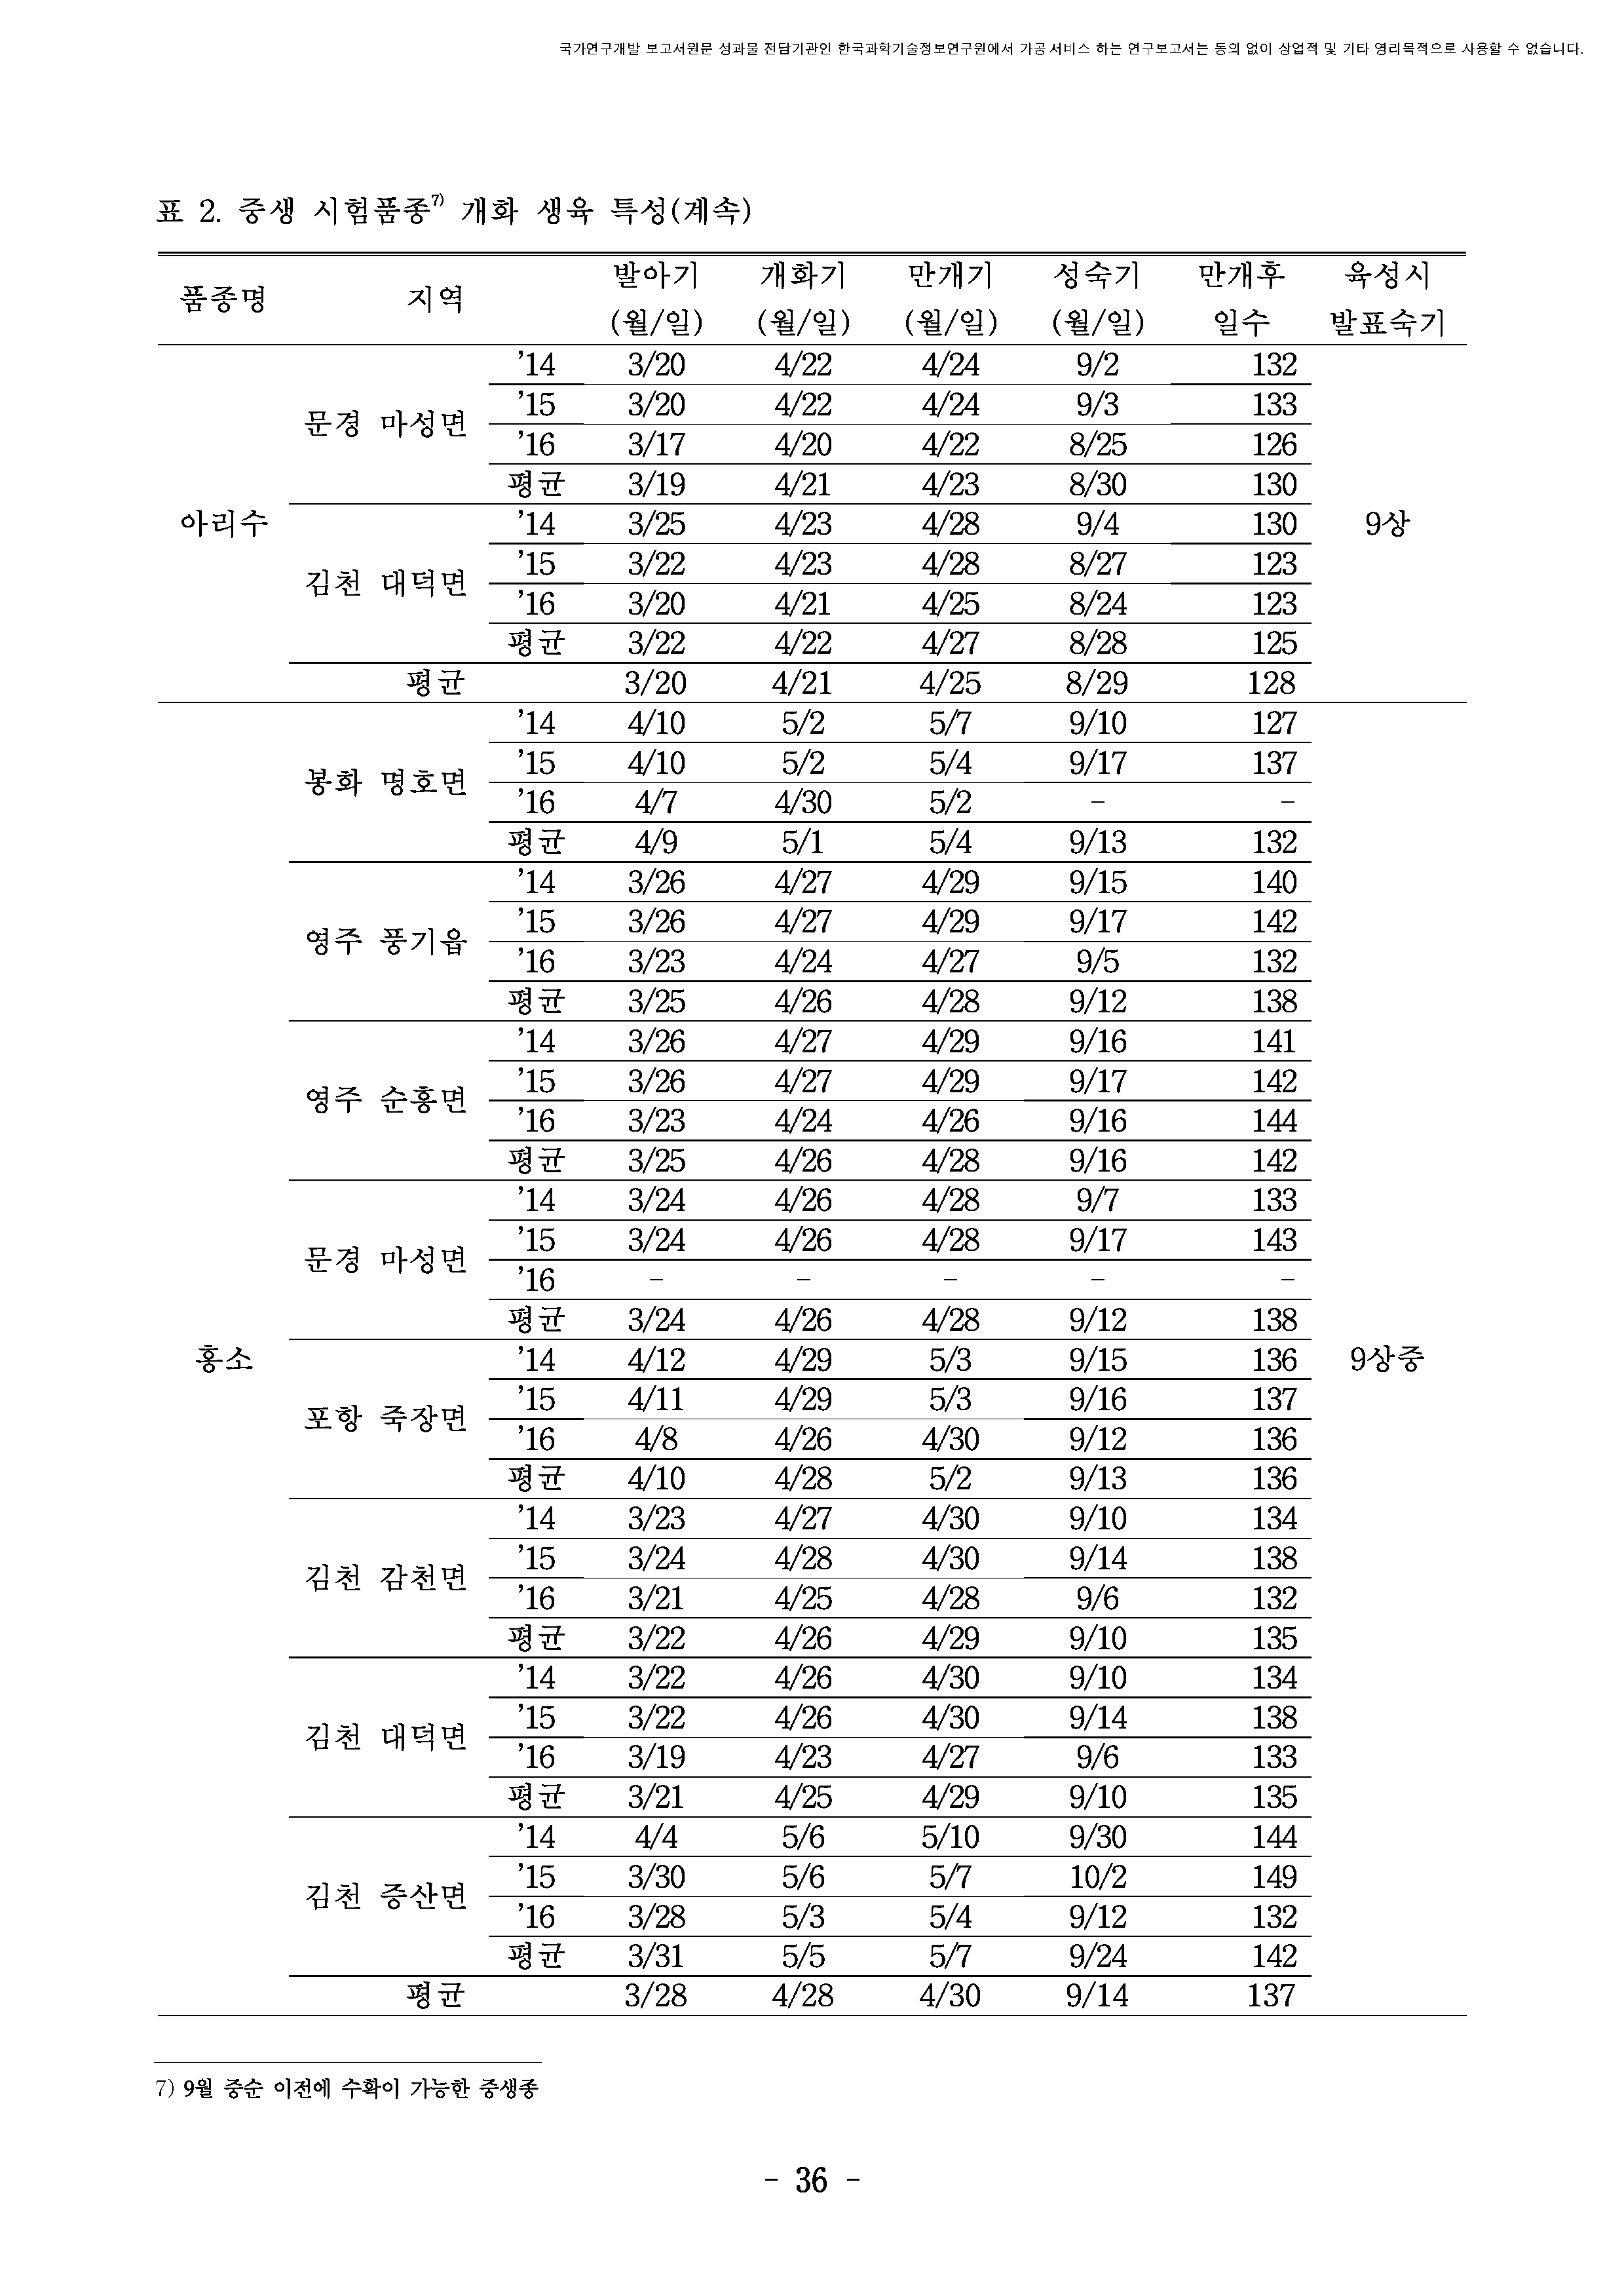 국가연구개발 보고서원문 성과물 전담기관인 한국과학기술정보연구원에서 가공·서비스 하는 연구보고서는 동의 없이 상업적 및 기타 영리목적으로 사용할 수 없습니다.
표 2. 중생 시험품종7) 개화 생육 특성(계속)
품종명 지역 발아기 (월/일) 개화기 (월/일) 만개기 (월/일) 성숙기 (월/일) 만개후 일수 육성시 발표숙기
아리수 문경 마성면 ’14 3/20 4/22 4/24 9/2 132 9상
’15 3/20 4/22 4/24 9/3 133
’16 3/17 4/20 4/22 8/25 126
평균 3/19 4/21 4/23 8/30 130
김천 대덕면 ’14 3/25 4/23 4/28 9/4 130
’15 3/22 4/23 4/28 8/27 123
’16 3/20 4/21 4/25 8/24 123
평균 3/22 4/22 4/27 8/28 125
평균 3/20 4/21 4/25 8/29 128
홍소 봉화 명호면 ’14 4/10 5/2 5/7 9/10 127 9상중
’15 4/10 5/2 5/4 9/17 137
’16 4/7 4/30 5/2 - -
평균 4/9 5/1 5/4 9/13 132
영주 풍기읍 ’14 3/26 4/27 4/29 9/15 140
’15 3/26 4/27 4/29 9/17 142
’16 3/23 4/24 4/27 9/5 132
평균 3/25 4/26 4/28 9/12 138
영주 순흥면 ’14 3/26 4/27 4/29 9/16 141
’15 3/26 4/27 4/29 9/17 142
’16 3/23 4/24 4/26 9/16 144
평균 3/25 4/26 4/28 9/16 142
문경 마성면 ’14 3/24 4/26 4/28 9/7 133
’15 3/24 4/26 4/28 9/17 143
’16 - - - - -
평균 3/24 4/26 4/28 9/12 138
포항 죽장면 ’14 4/12 4/29 5/3 9/15 136
’15 4/11 4/29 5/3 9/16 137
’16 4/8 4/26 4/30 9/12 136
평균 4/10 4/28 5/2 9/13 136
김천 감천면 ’14 3/23 4/27 4/30 9/10 134
’15 3/24 4/28 4/30 9/14 138
’16 3/21 4/25 4/28 9/6 132
평균 3/22 4/26 4/29 9/10 135
김천 대덕면 ’14 3/22 4/26 4/30 9/10 134
’15 3/22 4/26 4/30 9/14 138
’16 3/19 4/23 4/27 9/6 133
평균 3/21 4/25 4/29 9/10 135
김천 증산면 ’14 4/4 5/6 5/10 9/30 144
’15 3/30 5/6 5/7 10/2 149
’16 3/28 5/3 5/4 9/12 132
평균 3/31 5/5 5/7 9/24 142
평균 3/28 4/28 4/30 9/14 137
7) 9월 중순 이전에 수확이 가능한 중생종
- 36 -